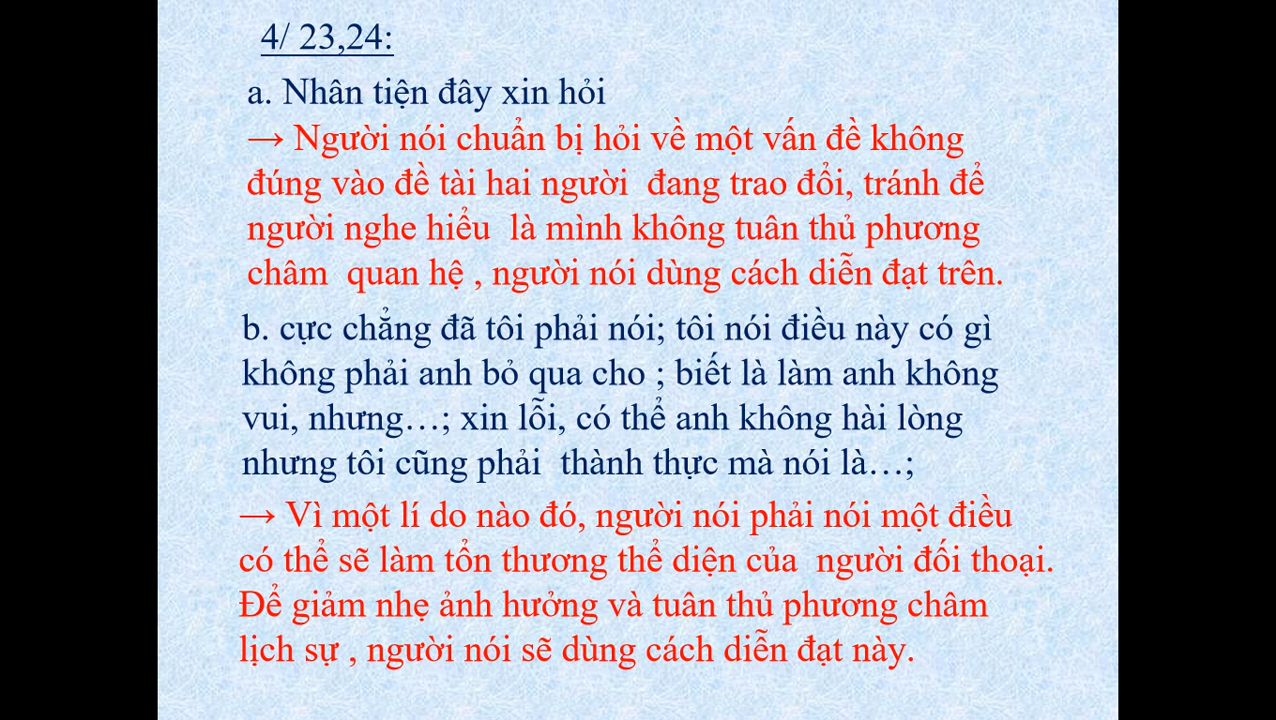 4/ 23,24:
a. Nhân tiện đây xin hỏi
→ Người nói chuẩn bị hỏi về một vấn đề không
đúng vào đề tài hai người đang trao đổi, tránh để
người nghe hiểu là mình không tuân thủ phương
châm quan hệ , người nói dùng cách diễn đạt trên.
b. cực chẳng đã tôi phải nói; tôi nói điều này có gì
không phải anh bỏ qua cho ; biết là làm anh không
vui, nhưng…; xin lỗi, có thể anh không hài lòng
nhưng tôi cũng phải thành thực mà nói là…;
→ Vì một lí do nào đó, người nói phải nói một điều
có thể sẽ làm tổn thương thể diện của người đối thoại.
Để giảm nhẹ ảnh hưởng và tuân thủ phương châm
lịch sự , người nói sẽ dùng cách diễn đạt này.